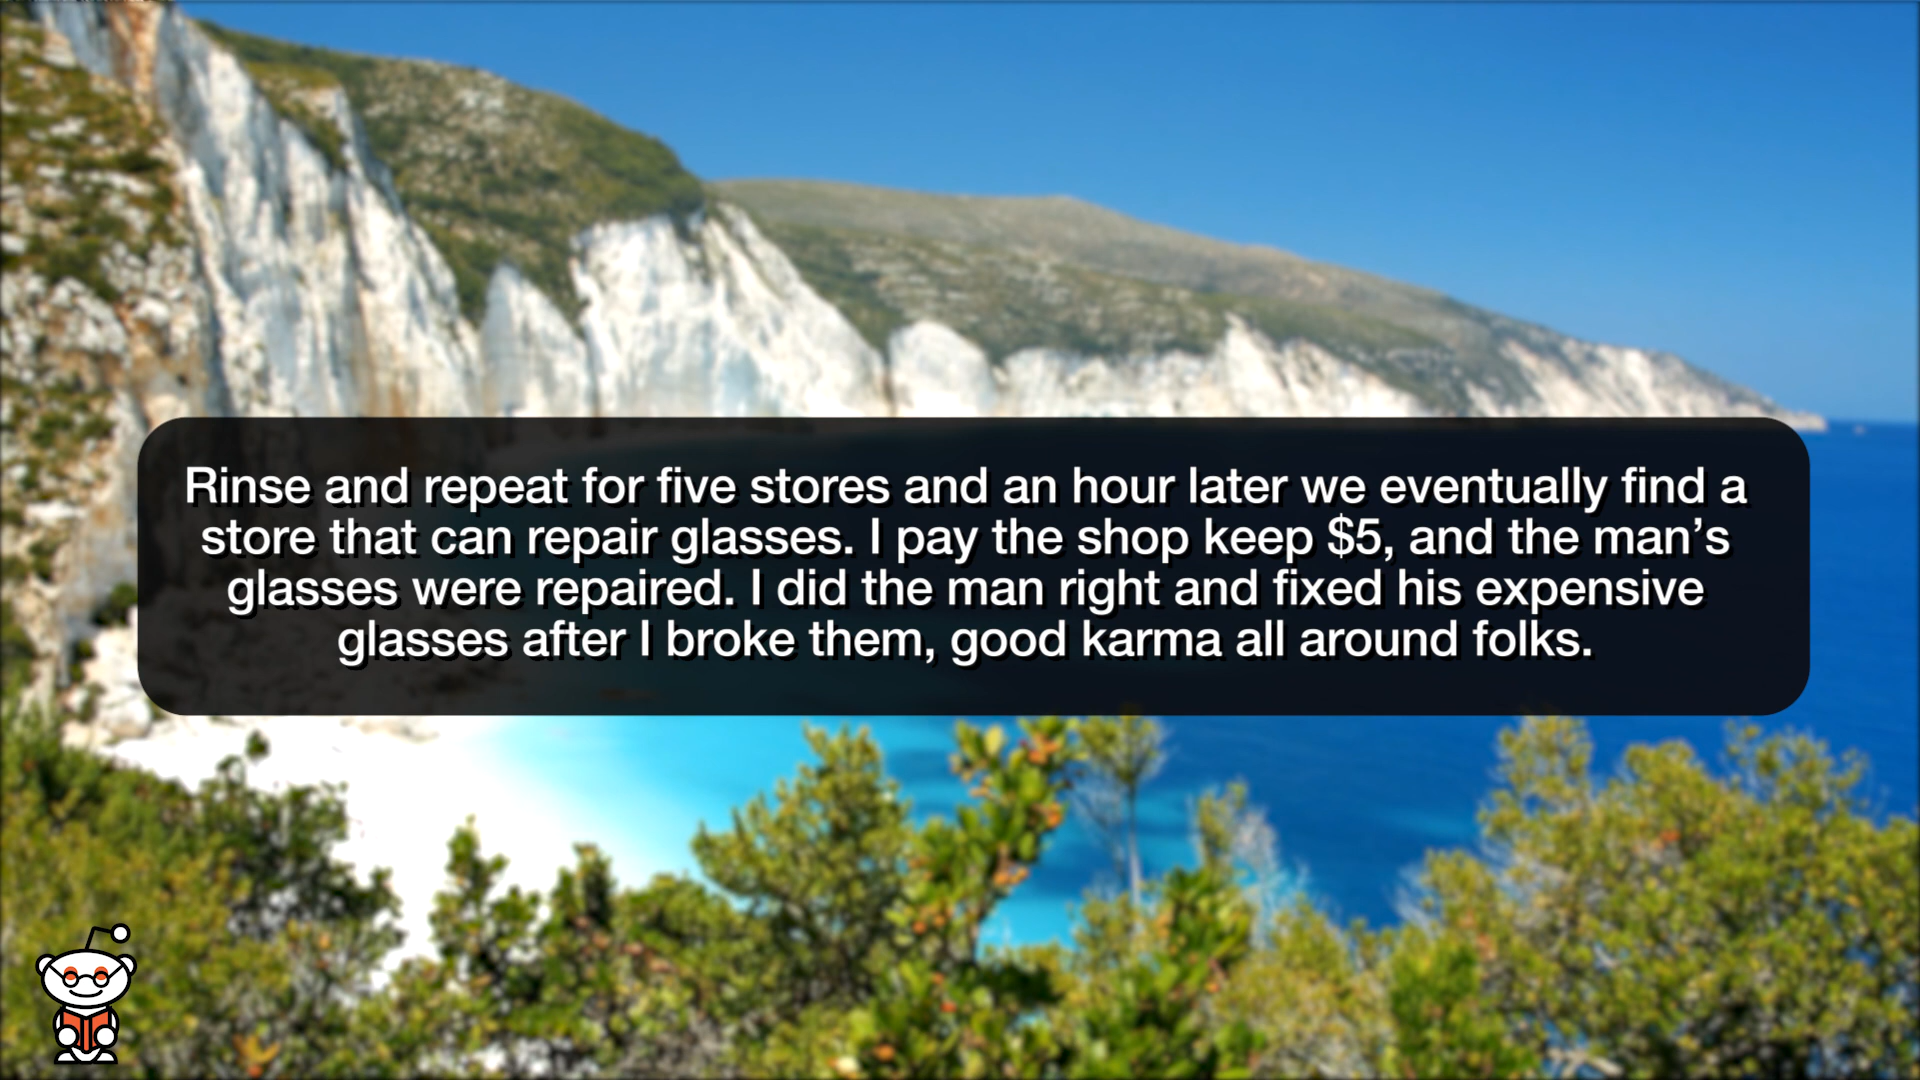 Rinse and repeat for five stores and an hour later we eventually find a
store that can repair glasses. I pay the shop keep $5, and the man’s
glasses were repaired. I did the man right and fixed his expensive
glasses after I broke them, good karma all around folks.